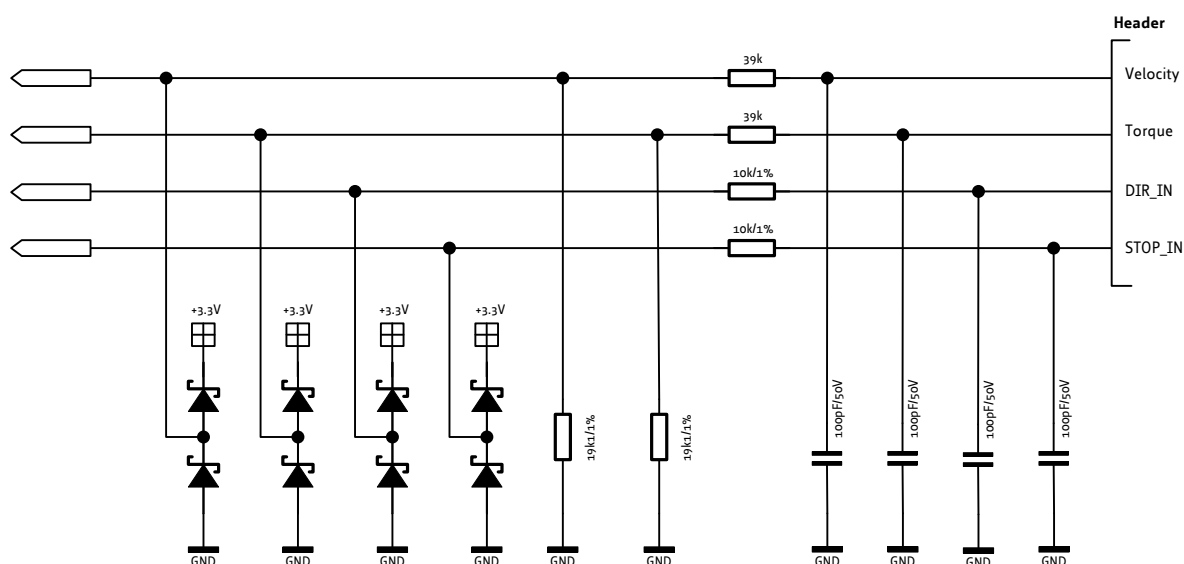 Header
39k
Velocity
39k
Torque
10k/1%
DIR_IN
10k/1%
STOP_IN
+3.3V
+3.3V
+3.3V
+3.3V
19k1/1%
19k1/1%
100pF/50V
100pF/50V
100pF/50V
100pF/50V
GND
GND
GND
GND
GND
GND
GND
GND
GND
GND